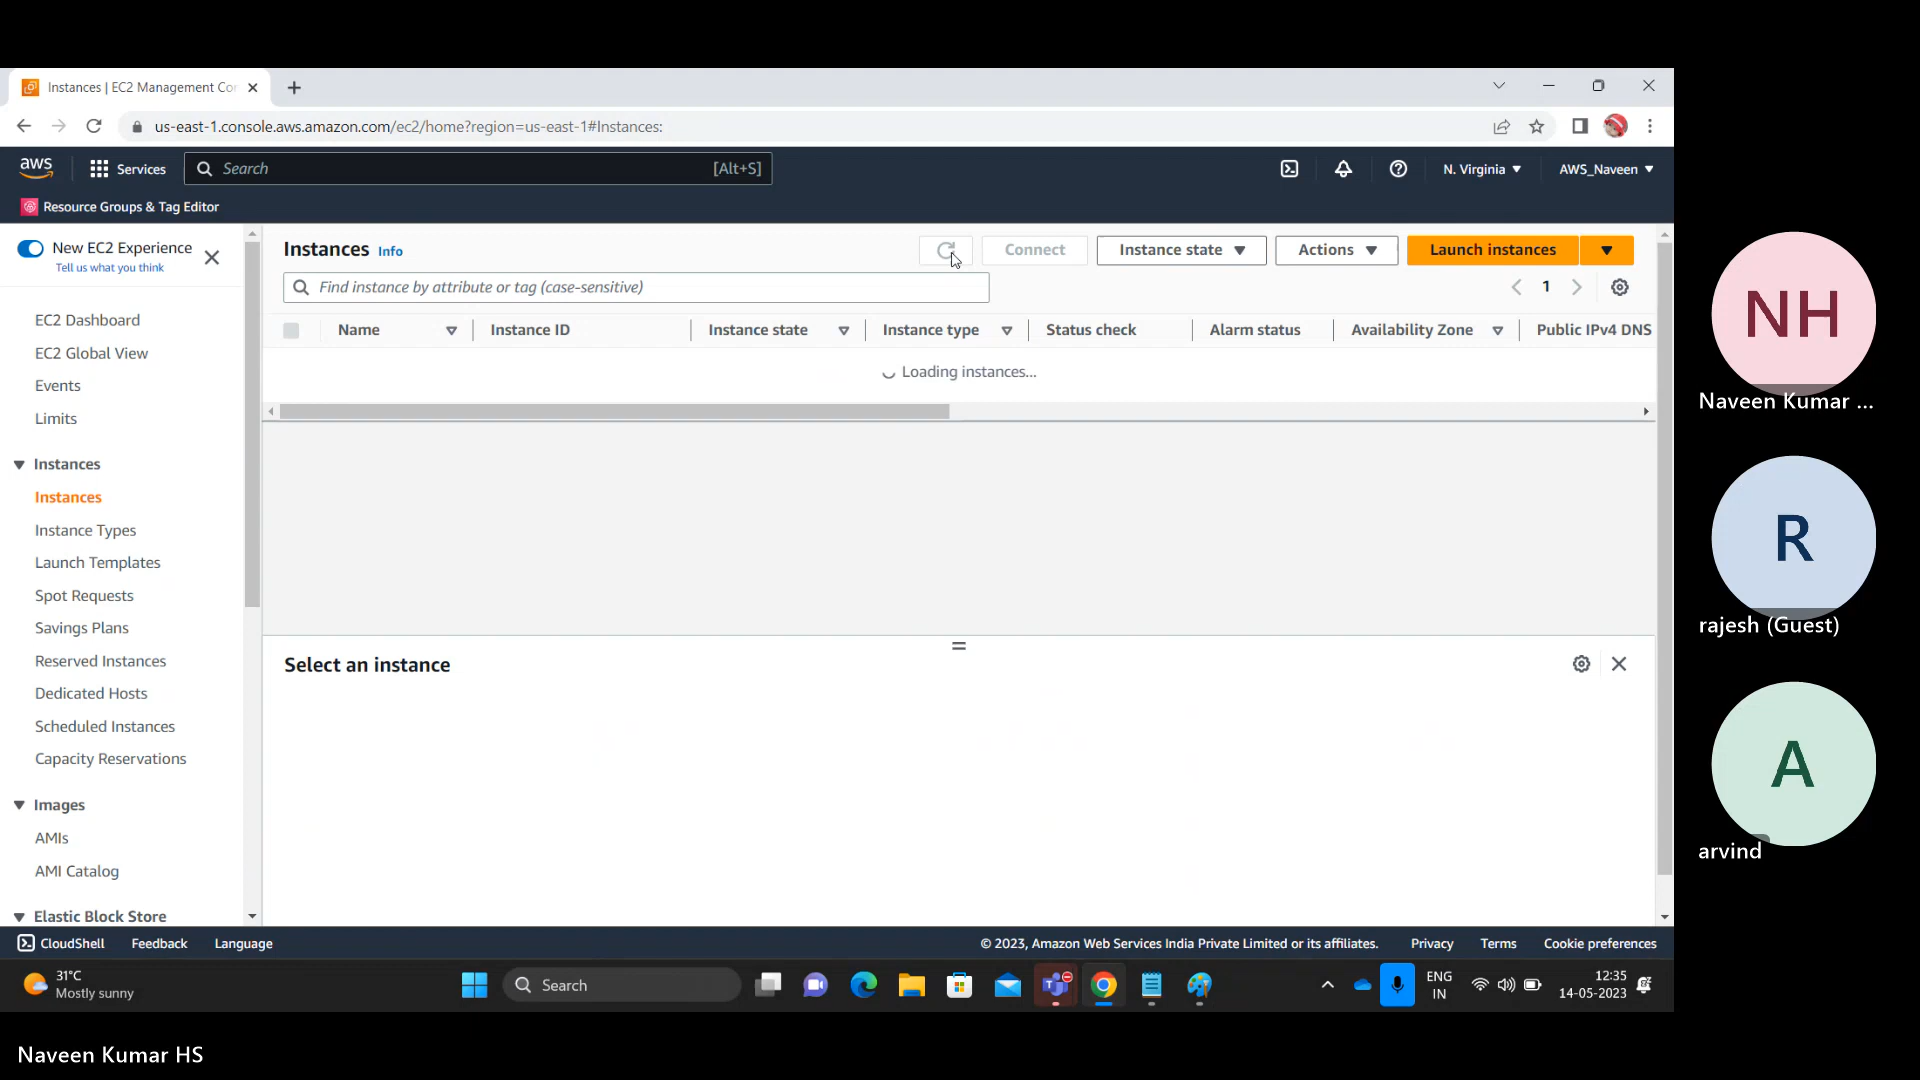 Instances | EC2 Management Co
us-east-1.console.aws.amazon.com/ec2/home?region=us-east-1#Instances:
aws
Services
Search
[Alt+S]
N. Virginia
AWS_Naveen
Resource Groups & Tag Editor
New EC2 Experience
Tell us what you think
EC2 Dashboard
EC2 Global View
Events
Limits
Instances
Instances
Instance Types
Launch Templates
Spot Requests
Savings Plans
Reserved Instances
Dedicated Hosts
Scheduled Instances
Capacity Reservations
Images
AMIs
AMI Catalog
Elastic Block Store
Instances Info
Connect
Instance state
Actions
Launch instances
Find instance by attribute or tag (case-sensitive)
1
Name
Instance ID
Instance state
Instance type
Status check
Alarm status
Availability Zone
Public IPv4 DNS
Loading instances...
Select an instance
CloudShell
Feedback
Language
© 2023, Amazon Web Services India Private Limited or its affiliates.
Privacy
Terms
Cookie preferences
31°C
Mostly sunny
Search
ENG
IN
12:35
14-05-2023
NH
Naveen Kumar ...
R
rajesh (Guest)
A
arvind
Naveen Kumar HS